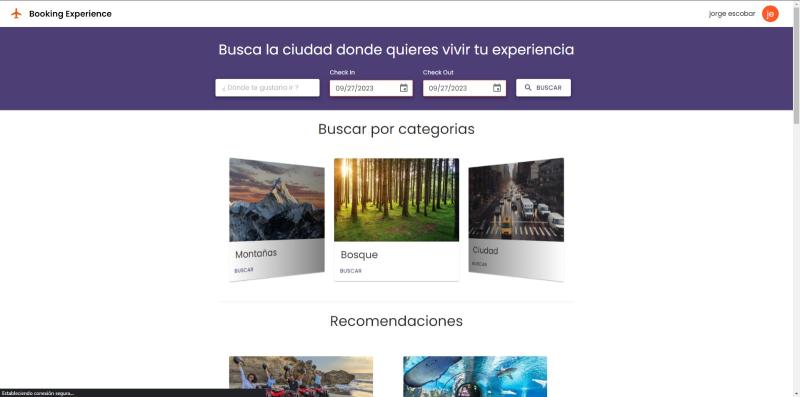 Booking Experience
jorge escobar
je
Busca la ciudad donde quieres vivir tu experiencia
Check In
Check Out
¿ Dónde te gustaría ir ?
09/27/2023
09/27/2023
BUSCAR
Buscar por categorias
Montañas
BUSCAR
Bosque
BUSCAR
Ciudad
BUSCAR
Recomendaciones
Estableciendo conexión segura...